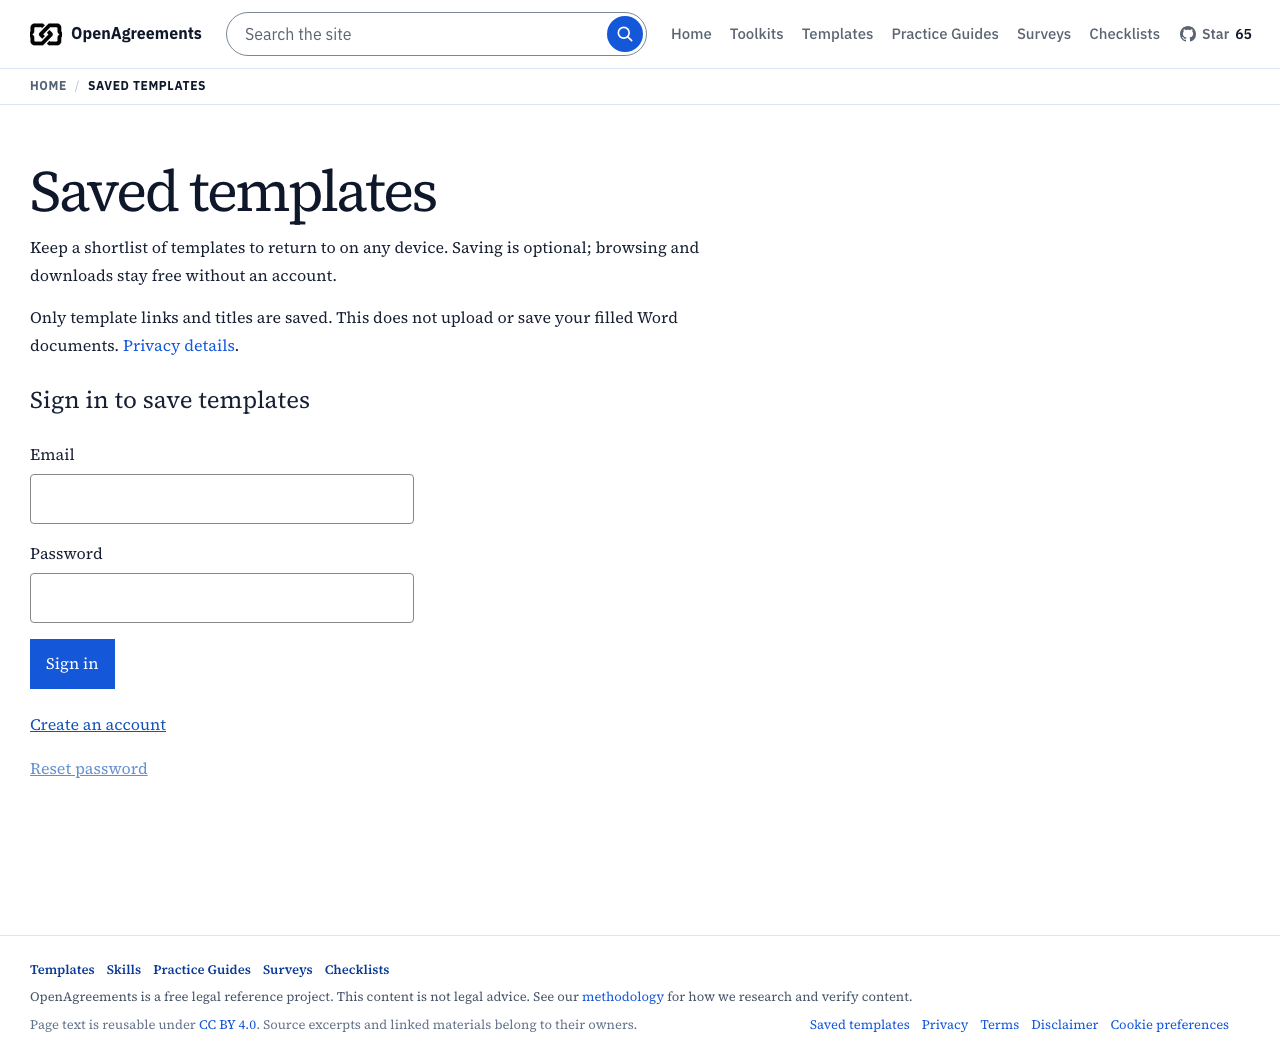 OpenAgreements
Search the site
Home Toolkits Templates Practice Guides Surveys Checklists Star 65
HOME / SAVED TEMPLATES
Saved templates
Keep a shortlist of templates to return to on any device. Saving is optional; browsing and
downloads stay free without an account.
Only template links and titles are saved. This does not upload or save your filled Word
documents. Privacy details.
Sign in to save templates
Email
Password
Sign in
Create an account
Reset password
Templates Skills Practice Guides Surveys Checklists
OpenAgreements is a free legal reference project. This content is not legal advice. See our methodology for how we research and verify content.
Page text is reusable under CC BY 4.0. Source excerpts and linked materials belong to their owners.
Saved templates Privacy Terms Disclaimer Cookie preferences